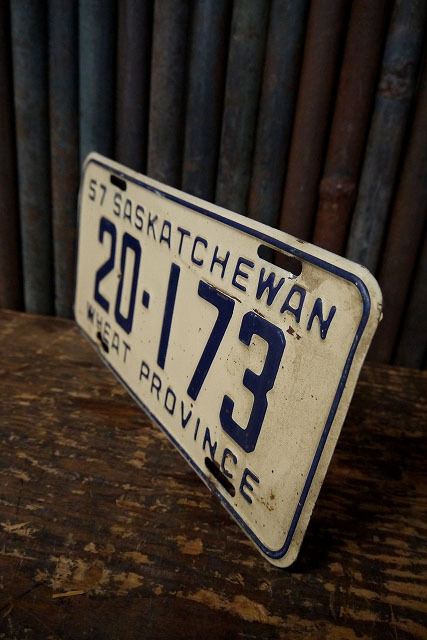 57 SASKATCHEWAN
20·173
WHEAT PROVINCE